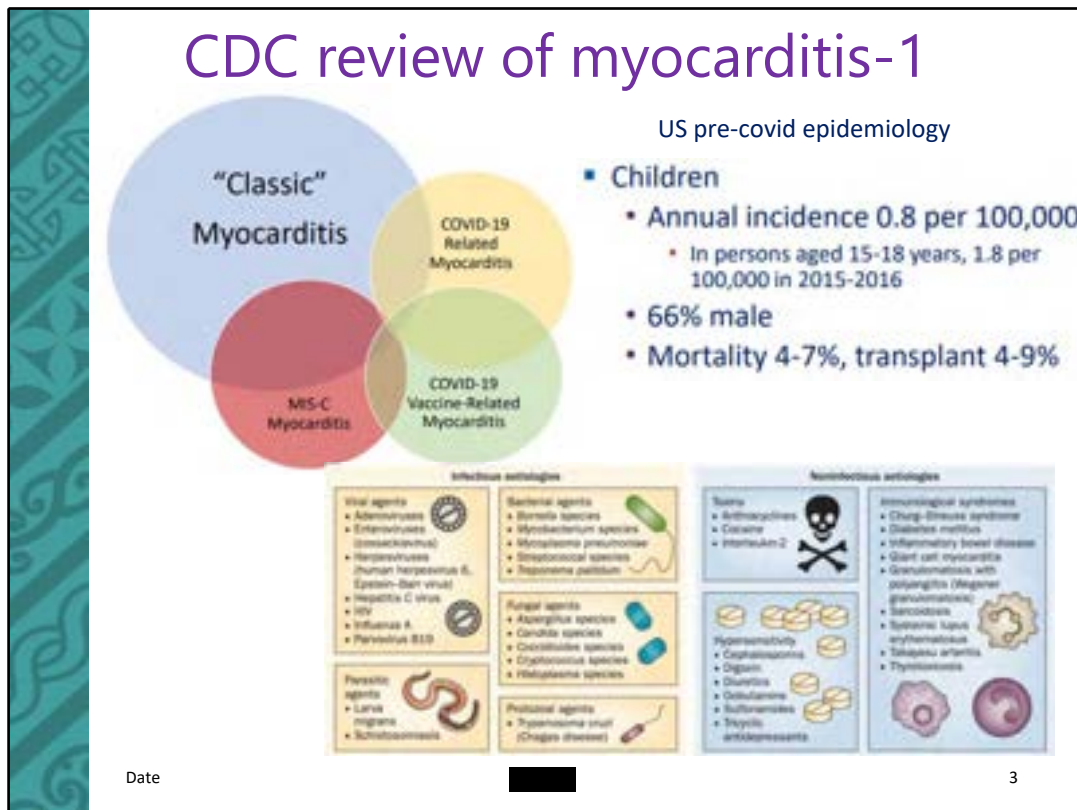 CDC review of myocarditis-1
“Classic”
Myocarditis
COVID-19
Related
Myocarditis
MIS-C
Myocarditis
COVID-19
Vaccine-Related
Myocarditis
US pre-covid epidemiology
▪ Children
• Annual incidence 0.8 per 100,000
• In persons aged 15-18 years, 1.8 per
100,000 in 2015-2016
• 66% male
• Mortality 4-7%, transplant 4-9%
Infectious aetiologies
Viral agents
• Adenoviruses
• Enteroviruses
(coxsackievirus)
• Herpesviruses
(human herpesvirus 6,
Epstein–Barr virus)
• Hepatitis C virus
• HIV
• Influenza A
• Parvovirus B19
Parasitic
agents
• Larva
migrans
• Schistosomiasis
Bacterial agents
• Borrelia species
• Mycobacterium species
• Mycoplasma pneumoniae
• Streptococcal species
• Treponema pallidum
Fungal agents
• Aspergillus species
• Candida species
• Coccidioides species
• Cryptococcus species
• Histoplasma species
Protozoal agents
• Trypanosoma cruzi
(Chagas disease)
Noninfectious aetiologies
Toxins
• Anthracyclines
• Cocaine
• Interleukin-2
Hypersensitivity
• Cephalosporins
• Digoxin
• Diuretics
• Dobutamine
• Sulfonamides
• Tricyclic
antidepressants
Immunological syndromes
• Churg–Strauss syndrome
• Diabetes mellitus
• Inflammatory bowel disease
• Giant cell myocarditis
• Granulomatosis with
polyangiitis (Wegener
granulomatosis)
• Sarcoidosis
• Systemic lupus
erythematosus
• Takayasu arteritis
• Thyrotoxicosis
Date
3